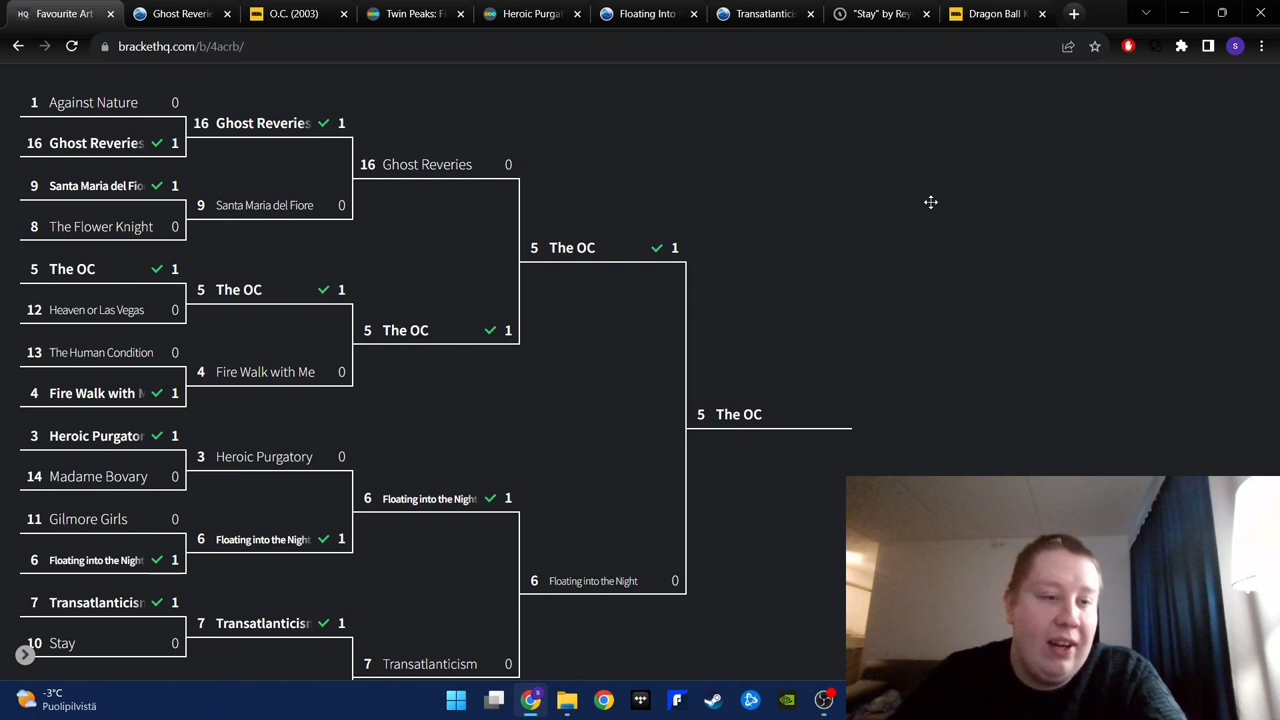 Favourite Art
Ghost Reverie
O.C. (2003)
Twin Peaks: Fi
Heroic Purgat
Floating Into
Transatlantic
"Stay" by Rey
Dragon Ball K
brackethq.com/b/4acrb/
1 Against Nature 0
16 Ghost Reveries 1
16 Ghost Reveries 1
16 Ghost Reveries 0
9 Santa Maria del Fio 1
9 Santa Maria del Fiore 0
8 The Flower Knight 0
5 The OC 1
5 The OC 1
5 The OC 1
12 Heaven or Las Vegas 0
5 The OC 1
13 The Human Condition 0
4 Fire Walk with Me 0
4 Fire Walk with M 1
5 The OC
3 Heroic Purgator 1
3 Heroic Purgatory 0
14 Madame Bovary 0
6 Floating into the Night 1
11 Gilmore Girls 0
6 Floating into the Night 1
6 Floating into the Night 1
6 Floating into the Night 0
7 Transatlanticism 1
7 Transatlanticism 1
10 Stay 0
7 Transatlanticism 0
-3°C
Puolipilvistä